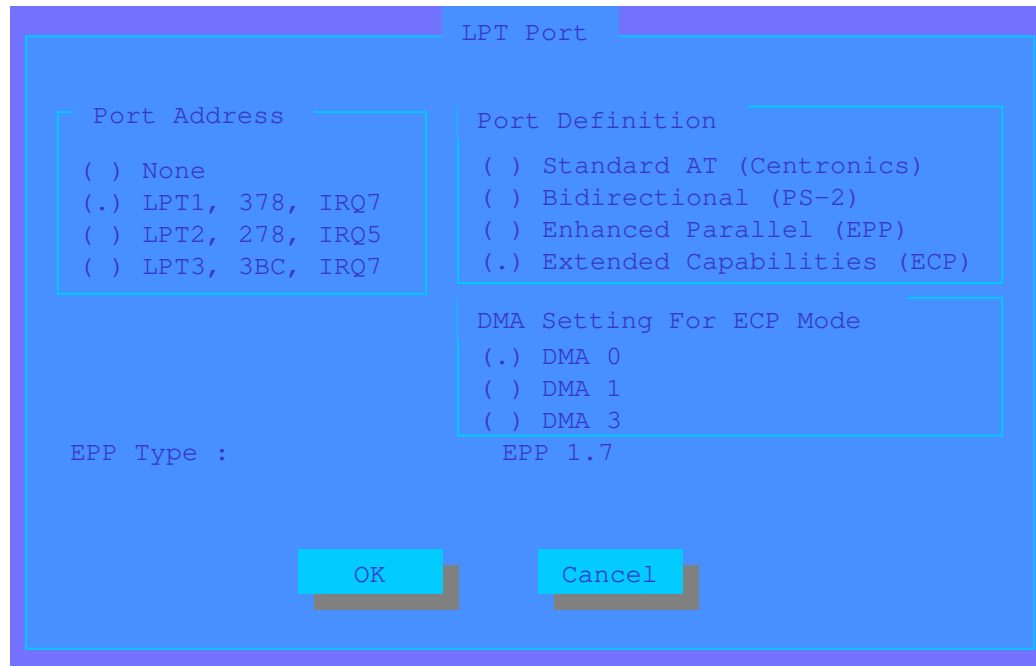 LPT Port
Port Address
( ) None
(.) LPT1, 378, IRQ7
( ) LPT2, 278, IRQ5
( ) LPT3, 3BC, IRQ7
Port Definition
( ) Standard AT (Centronics)
( ) Bidirectional (PS-2)
( ) Enhanced Parallel (EPP)
(.) Extended Capabilities (ECP)
DMA Setting For ECP Mode
(.) DMA 0
( ) DMA 1
( ) DMA 3
EPP Type : EPP 1.7
OK Cancel